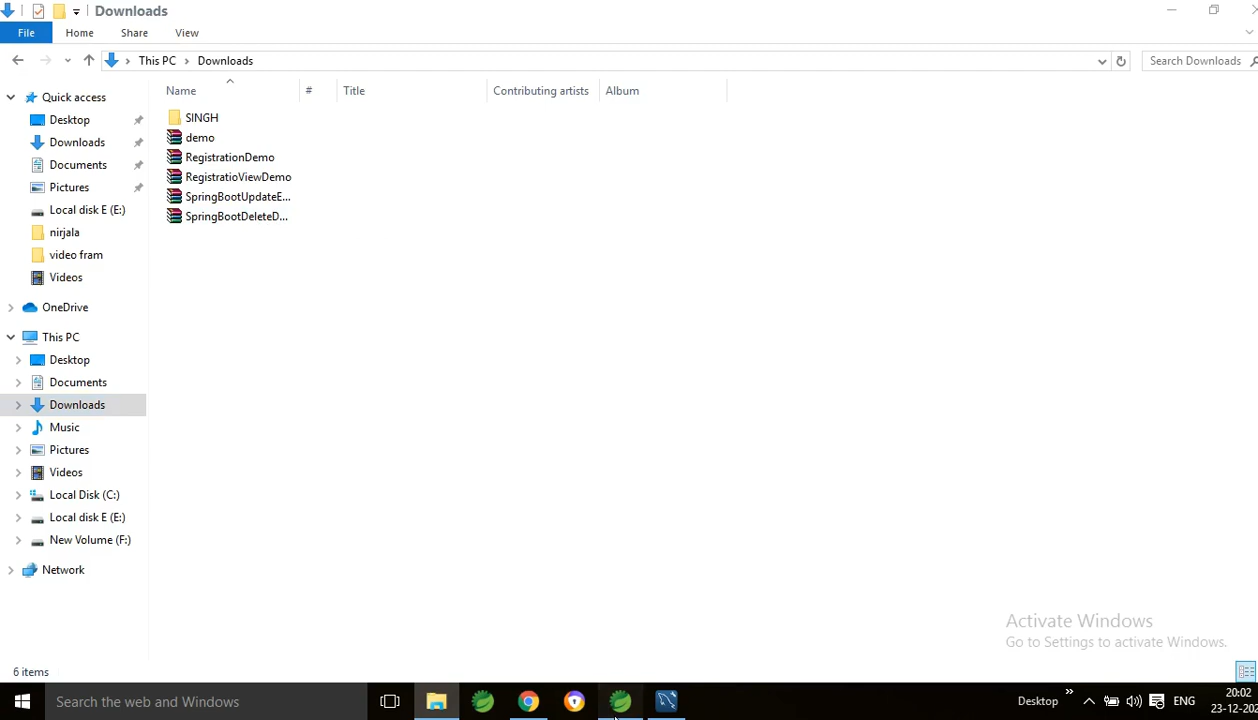 Downloads
File Home Share View
This PC Downloads
Search Downloads
Name # Title Contributing artists Album
Quick access
Desktop
Downloads
Documents
Pictures
Local disk E (E:)
nirjala
video fram
Videos
OneDrive
This PC
Desktop
Documents
Downloads
Music
Pictures
Videos
Local Disk (C:)
Local disk E (E:)
New Volume (F:)
Network
SINGH
demo
RegistrationDemo
RegistratioViewDemo
SpringBootUpdateE...
SpringBootDeleteD...
Activate Windows
Go to Settings to activate Windows.
6 items
Search the web and Windows
Desktop
ENG
20:02
23-12-202